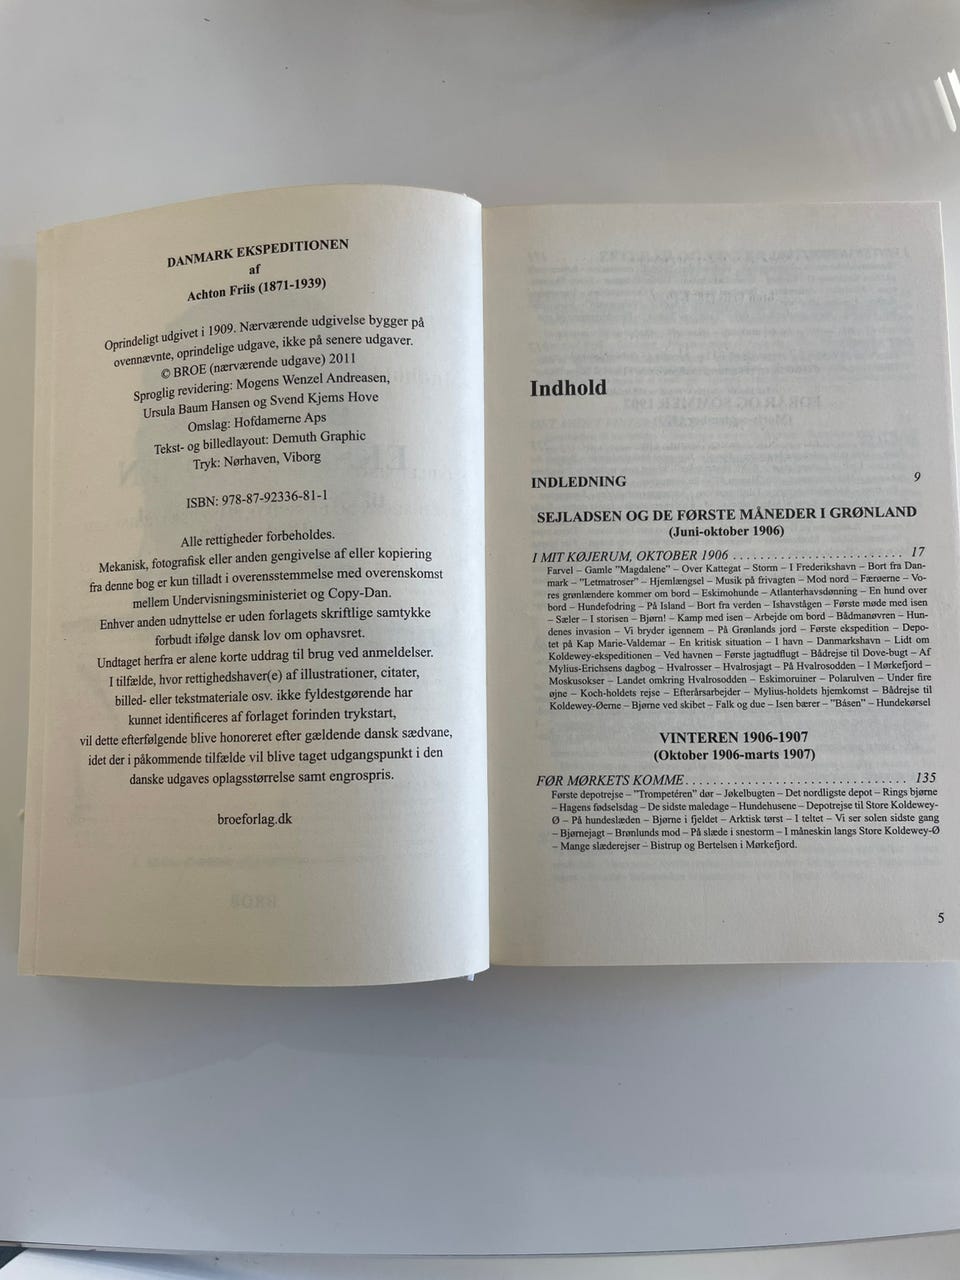 DANMARK EKSPEDITIONEN
af
Achton Friis (1871-1939)
Oprindeligt udgivet i 1909. Nærværende udgivelse bygger på
ovennævnte, oprindelige udgave, ikke på senere udgaver.
© BROE (nærværende udgave) 2011
Sproglig revidering: Mogens Wenzel Andreasen,
Ursula Baum Hansen og Svend Kjems Hove
Omslag: Hofdamerne Aps
Tekst- og billedlayout: Demuth Graphic
Tryk: Nørhaven, Viborg
ISBN: 978-87-92336-81-1
Alle rettigheder forbeholdes.
Mekanisk, fotografisk eller anden gengivelse af eller kopiering
fra denne bog er kun tilladt i overensstemmelse med overenskomst
mellem Undervisningsministeriet og Copy-Dan.
Enhver anden udnyttelse er uden forlagets skriftlige samtykke
forbudt ifølge dansk lov om ophavsret.
Undtaget herfra er alene korte uddrag til brug ved anmeldelser.
I tilfælde, hvor rettighedshaver(e) af illustrationer, citater,
billed- eller tekstmateriale osv. ikke fyldestgørende har
kunnet identificeres af forlaget forinden trykstart,
vil dette efterfølgende blive honoreret efter gældende dansk sædvane,
idet der i påkommende tilfælde vil blive taget udgangspunkt i den
danske udgaves oplagsstørrelse samt engrospris.
broeforlag.dk
Indhold
INDLEDNING 9
SEJLADSEN OG DE FØRSTE MÅNEDER I GRØNLAND
(Juni-oktober 1906)
I MIT KØJERUM, OKTOBER 1906 . . . . . . . . . . . . . . . . . . . . . . . . . 17
Farvel – Gamle ”Magdalene” – Over Kattegat – Storm – I Frederikshavn – Bort fra Dan-
mark – ”Letmatroser” – Hjemlængsel – Musik på frivagten – Mod nord – Færøerne – Vo-
res grønlændere kommer om bord – Eskimohunde – Atlanterhavsdønning – En hund over
bord – Hundefodring – På Island – Bort fra verden – Ishavstågen – Første møde med isen
– Sæler – I storisen – Bjørn! – Kamp med isen – Arbejde om bord – Bådmanøvren – Hun-
denes invasion – Vi bryder igennem – På Grønlands jord – Første ekspedition – Depo-
tet på Kap Marie-Valdemar – En kritisk situation – I havn – Danmarkshavn – Lidt om
Koldewey-ekspeditionen – Ved havnen – Første jagtudflugt – Bådrejse til Dove-bugt – Af
Mylius-Erichsens dagbog – Hvalrosser – Hvalrosjagt – På Hvalrosodden – I Mørkefjord –
Moskusokser – Landet omkring Hvalrosodden – Eskimoruiner – Polarulven – Under fire
øjne – Koch-holdets rejse – Efterårsarbejder – Mylius-holdets hjemkomst – Bådrejse til
Koldewey-Øerne – Bjørne ved skibet – Falk og due – Isen bærer – ”Båsen” – Hundekørsel
VINTEREN 1906-1907
(Oktober 1906-marts 1907)
FØR MØRKETS KOMME . . . . . . . . . . . . . . . . . . . . . . . . . . . . . . . . 135
Første depotrejse – ”Trompetéren” dør – Jøkelbugten – Det nordligste depot – Rings bjørne
– Hagens fødselsdag – De sidste maledage – Hundehusene – Depotrejse til Store Koldewey-
Ø – På hundeslæden – Bjørne i fjeldet – Arktisk tørst – I teltet – Vi ser solen sidste gang
– Bjørnejagt – Brønlunds mod – På slæde i snestorm – I måneskin langs Store Koldewey-Ø
– Mange slæderejser – Bistrup og Bertelsen i Mørkefjord.
5